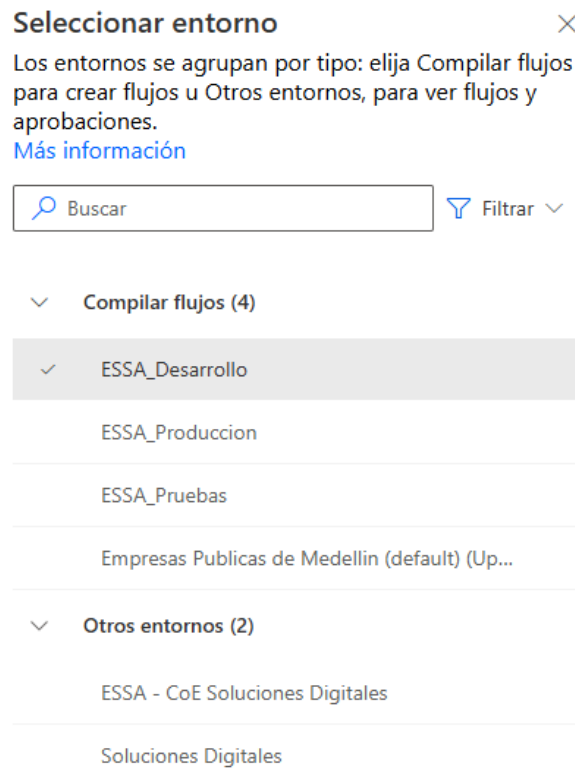 Seleccionar entorno
Los entornos se agrupan por tipo: elija Compilar flujos
para crear flujos u Otros entornos, para ver flujos y
aprobaciones.
Más información
Buscar
Filtrar
Compilar flujos (4)
ESSA_Desarrollo
ESSA_Produccion
ESSA_Pruebas
Empresas Publicas de Medellin (default) (Up...
Otros entornos (2)
ESSA - CoE Soluciones Digitales
Soluciones Digitales